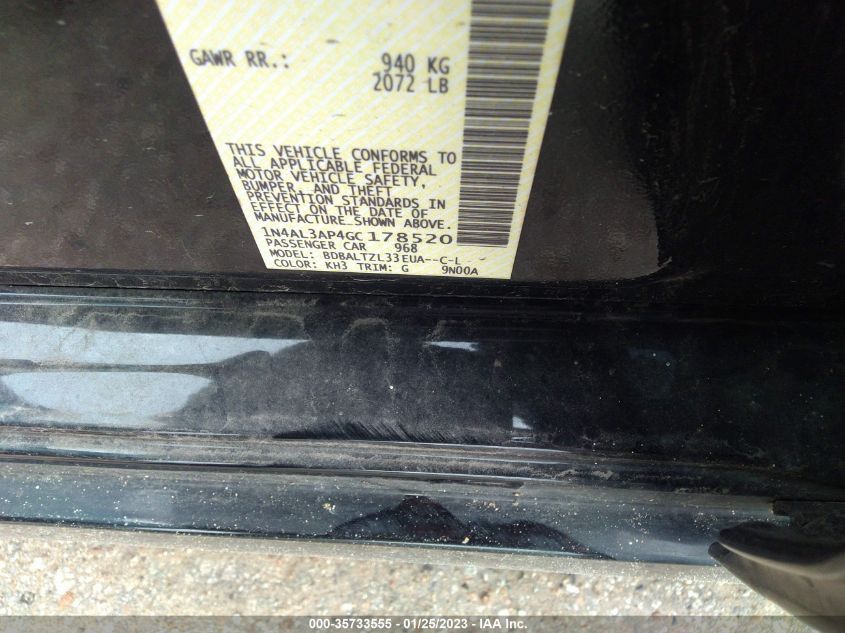 GAWR RR.: 940 KG
2072 LB
THIS VEHICLE CONFORMS TO
ALL APPLICABLE FEDERAL
MOTOR VEHICLE SAFETY,
BUMPER, AND THEFT
PREVENTION STANDARDS IN
EFFECT ON THE DATE OF
MANUFACTURE SHOWN ABOVE.
1N4AL3AP4GC178520
PASSENGER CAR 968
MODEL: BDBALTZL33EUA--C-L
COLOR: KH3 TRIM: G 9N00A
000-35733555 - 01/25/2023 - IAA Inc.